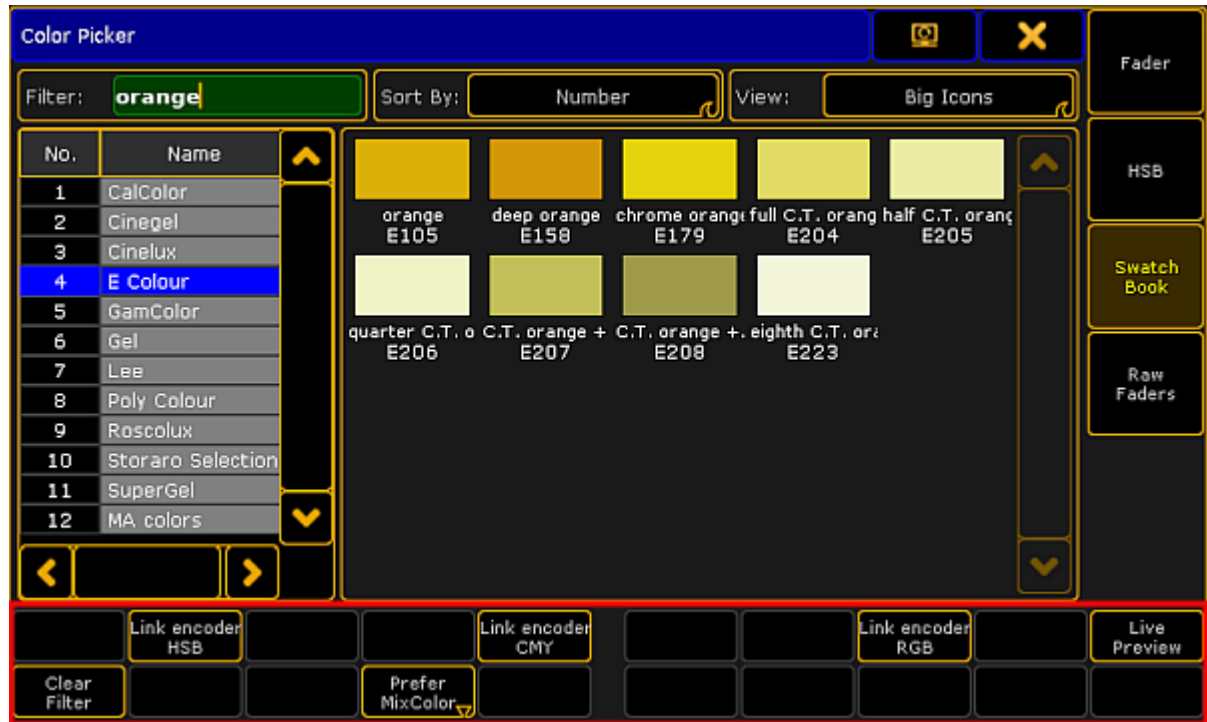 Color Picker
Fader
Filter: orange Sort By: Number View: Big Icons
No. Name
1 CalColor
2 Cinegel
3 Cinelux
4 E Colour
5 GamColor
6 Gel
7 Lee
8 Poly Colour
9 Roscolux
10 Storaro Selection
11 SuperGel
12 MA colors
orange deep orange chrome orang full C.T. orang half C.T. orang
E105 E158 E179 E204 E205
quarter C.T. o C.T. orange + C.T. orange +. eighth C.T. ora
E206 E207 E208 E223
HSB
Swatch
Book
Raw
Faders
Link encoder Link encoder Link encoder Live
HSB CMY RGB Preview
Clear Prefer
Filter MixColor